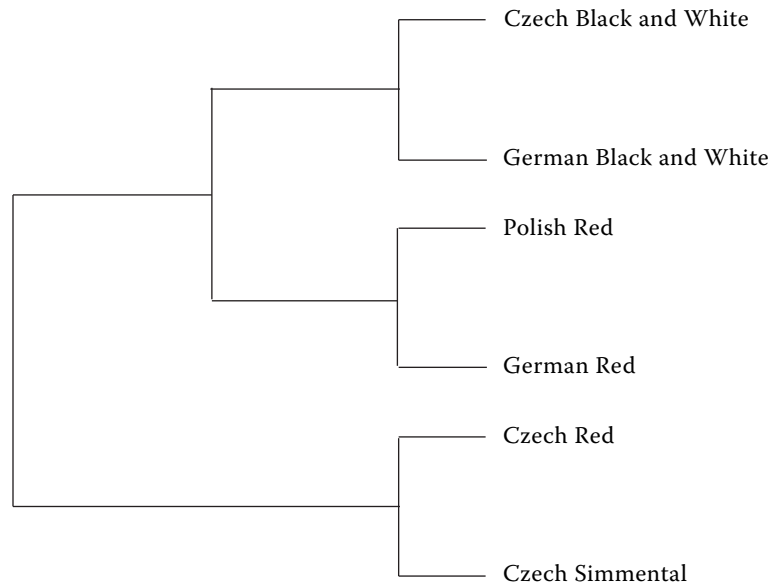 Czech Black and White
German Black and White
Polish Red
German Red
Czech Red
Czech Simmental